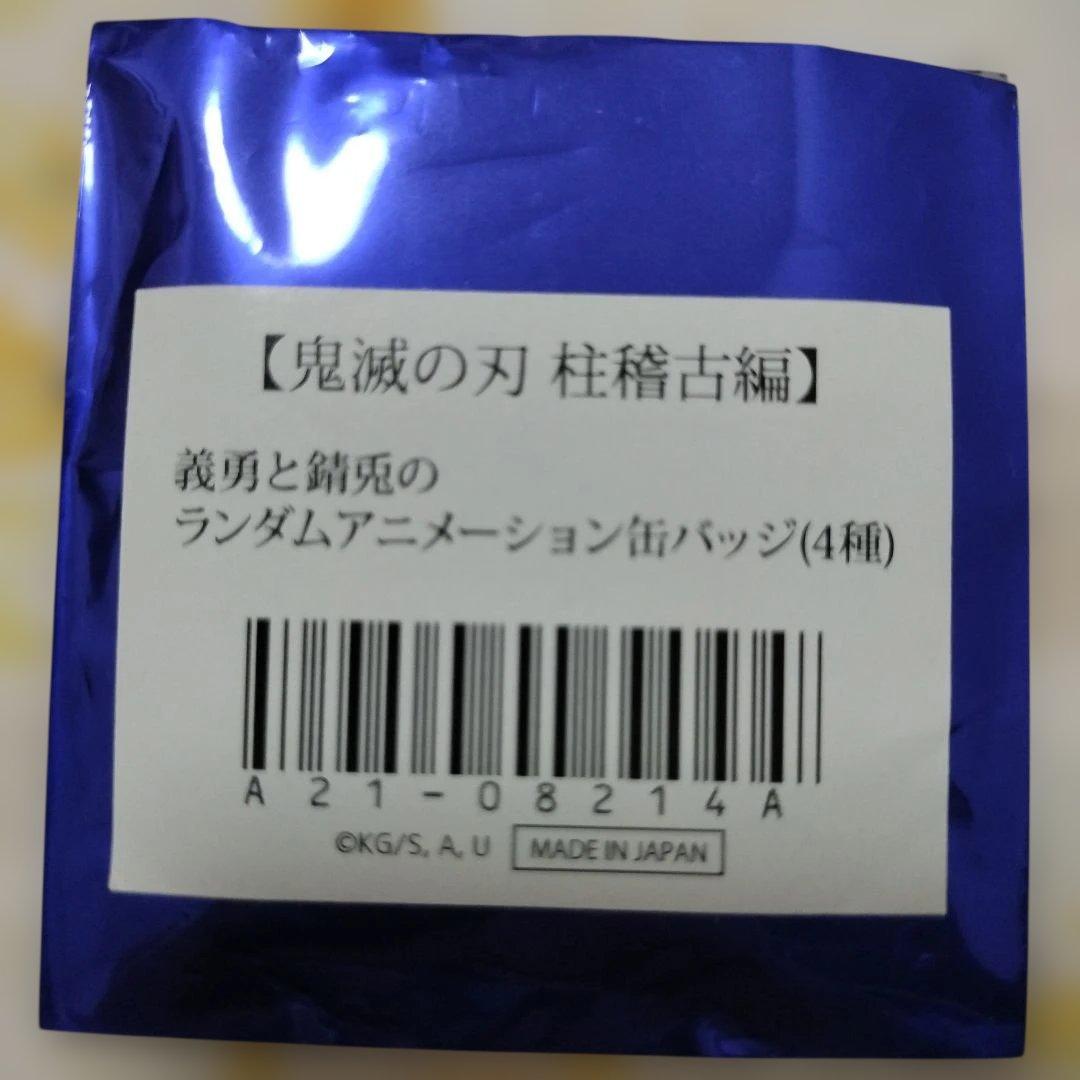 【鬼滅の刃 柱稽古編】
義勇と錆兎の
ランダムアニメーション缶バッジ(4種)
A21-08214A
©KG/S, A, U MADE IN JAPAN